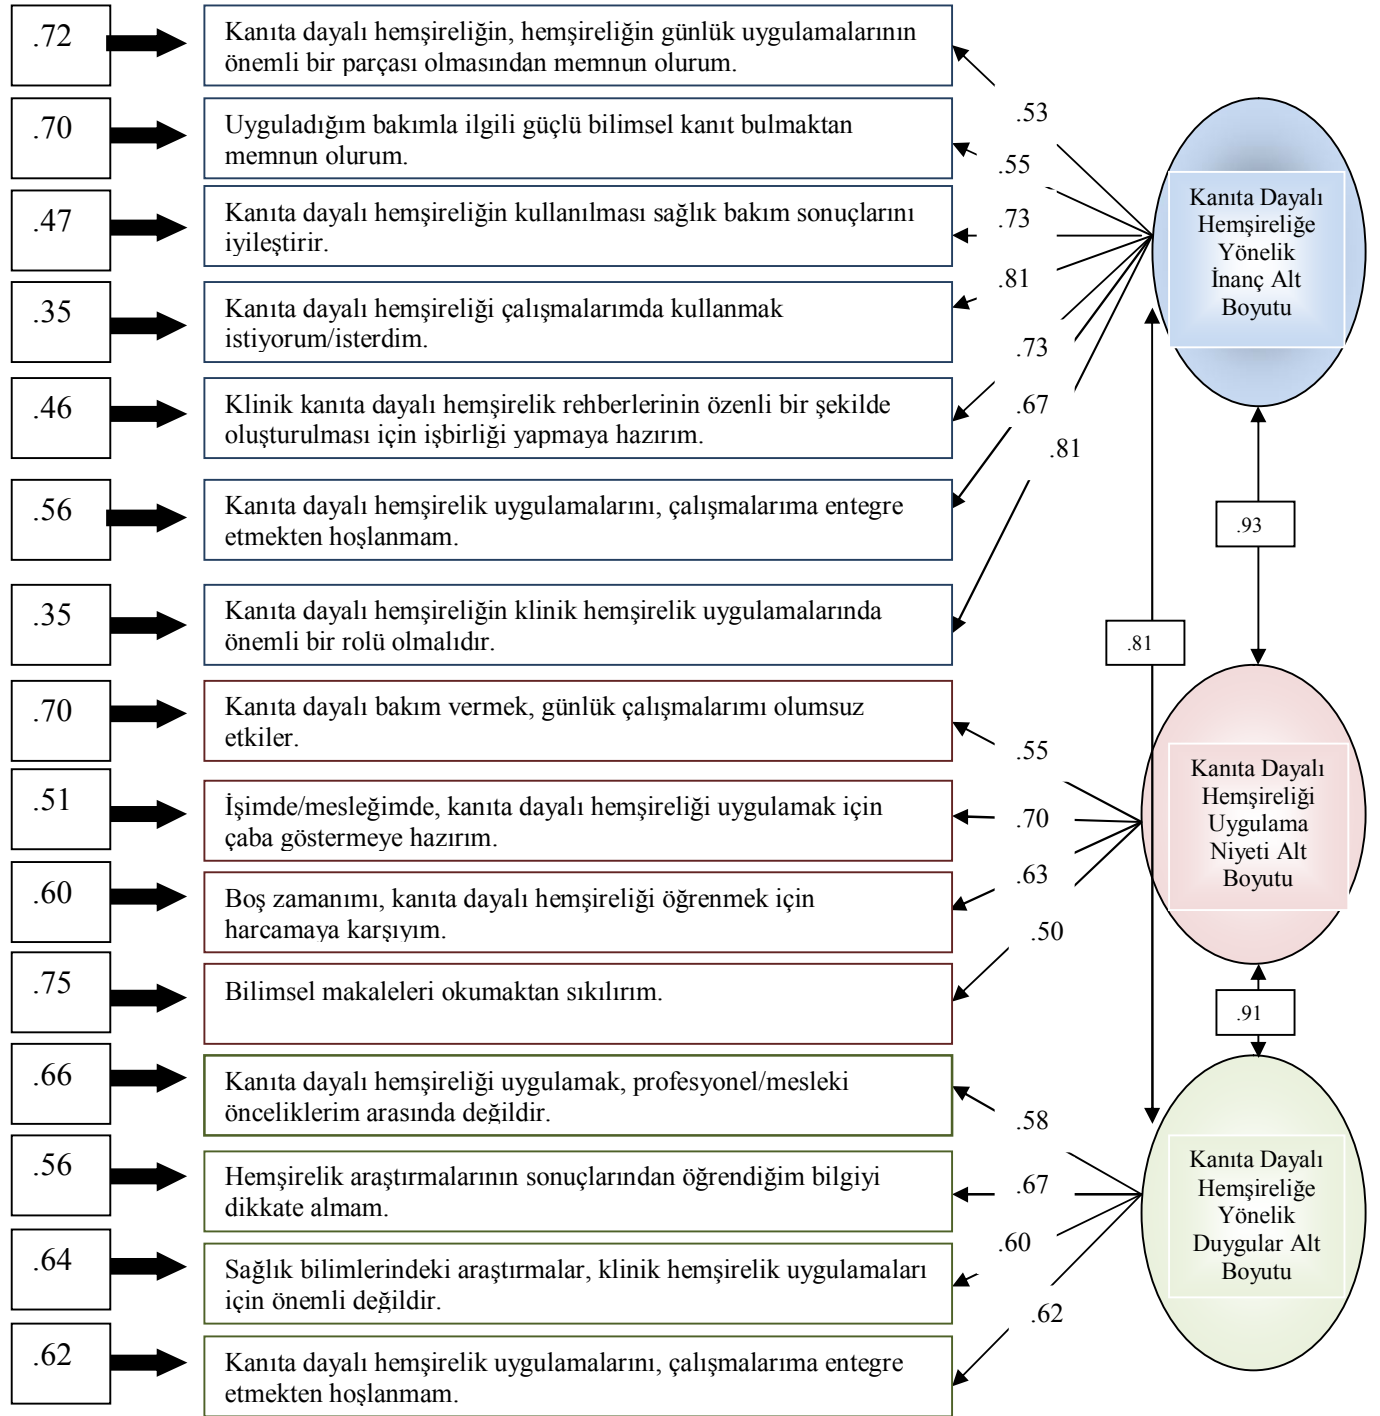 .72
Kanıta dayalı hemşireliğin, hemşireliğin günlük uygulamalarının
önemli bir parçası olmasından memnun olurum.
.70
Uyguladığım bakımla ilgili güçlü bilimsel kanıt bulmaktan
memnun olurum.
.47
Kanıta dayalı hemşireliğin kullanılması sağlık bakım sonuçlarını
iyileştirir.
.35
Kanıta dayalı hemşireliği çalışmalarımda kullanmak
istiyorum/isterdim.
.46
Klinik kanıta dayalı hemşirelik rehberlerinin özenli bir şekilde
oluşturulması için işbirliği yapmaya hazırım.
.56
Kanıta dayalı hemşirelik uygulamalarını, çalışmalarıma entegre
etmekten hoşlanmam.
.35
Kanıta dayalı hemşireliğin klinik hemşirelik uygulamalarında
önemli bir rolü olmalıdır.
.70
Kanıta dayalı bakım vermek, günlük çalışmalarımı olumsuz
etkiler.
.51
İşimde/mesleğimde, kanıta dayalı hemşireliği uygulamak için
çaba göstermeye hazırım.
.60
Boş zamanımı, kanıta dayalı hemşireliği öğrenmek için
harcamaya karşıyım.
.75
Bilimsel makaleleri okumaktan sıkılırım.
.66
Kanıta dayalı hemşireliği uygulamak, profesyonel/mesleki
önceliklerim arasında değildir.
.56
Hemşirelik araştırmalarının sonuçlarından öğrendiğim bilgiyi
dikkate almam.
.64
Sağlık bilimlerindeki araştırmalar, klinik hemşirelik uygulamaları
için önemli değildir.
.62
Kanıta dayalı hemşirelik uygulamalarını, çalışmalarıma entegre
etmekten hoşlanmam.
.53
.55
.73
.81
.73
.67
.81
.55
.70
.63
.50
.58
.67
.60
.62
Kanıta Dayalı
Hemşireliğe
Yönelik
İnanç Alt
Boyutu
.93
.81
Kanıta Dayalı
Hemşireliği
Uygulama
Niyeti Alt
Boyutu
.91
Kanıta Dayalı
Hemşireliğe
Yönelik
Duygular Alt
Boyutu